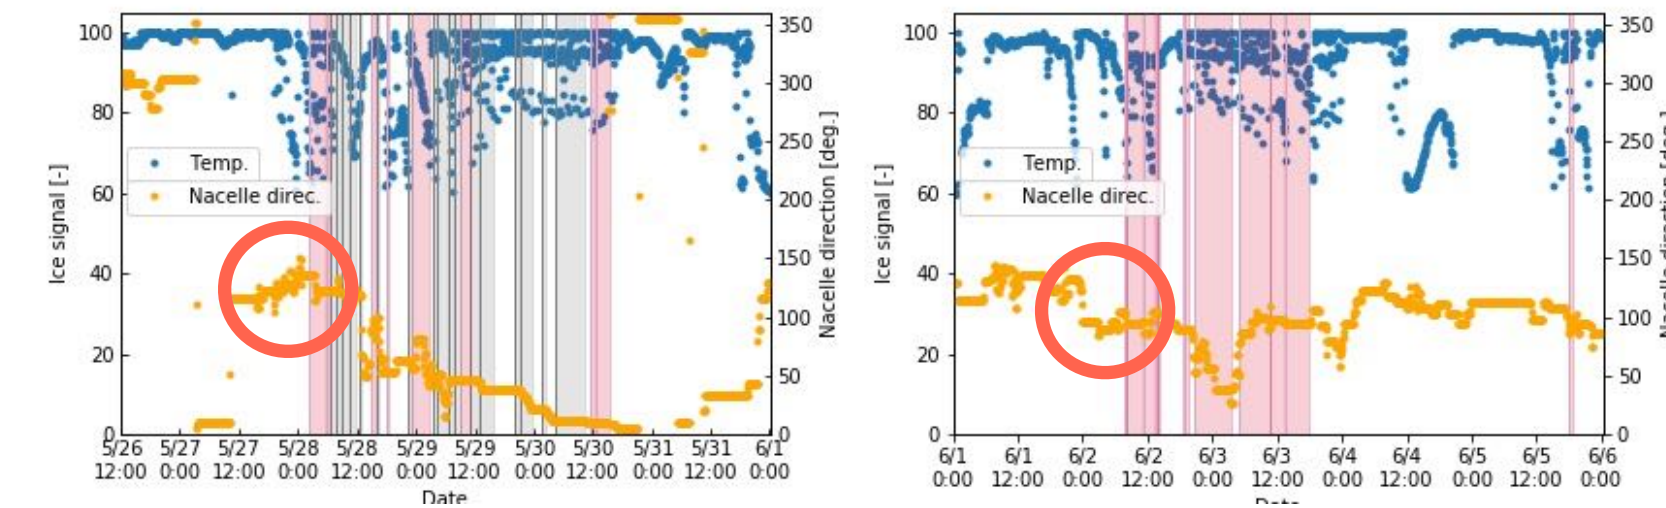 100
80
60
40
20
0
Ice signal [-]
350
300
250
200
150
100
50
0
Nacelle direction [deg.]
Temp.
Nacelle direc.
5/26 5/27 5/27 5/28 5/28 5/29 5/29 5/30 5/30 5/31 5/31 6/1
12:00 0:00 12:00 0:00 12:00 0:00 12:00 0:00 12:00 0:00 12:00 0:00
Date
100
80
60
40
20
0
Ice signal [-]
350
300
250
200
150
100
50
0
Nacelle direction [deg.]
Temp.
Nacelle direc.
6/1 6/1 6/2 6/2 6/3 6/3 6/4 6/4 6/5 6/5 6/6
0:00 12:00 0:00 12:00 0:00 12:00 0:00 12:00 0:00 12:00 0:00